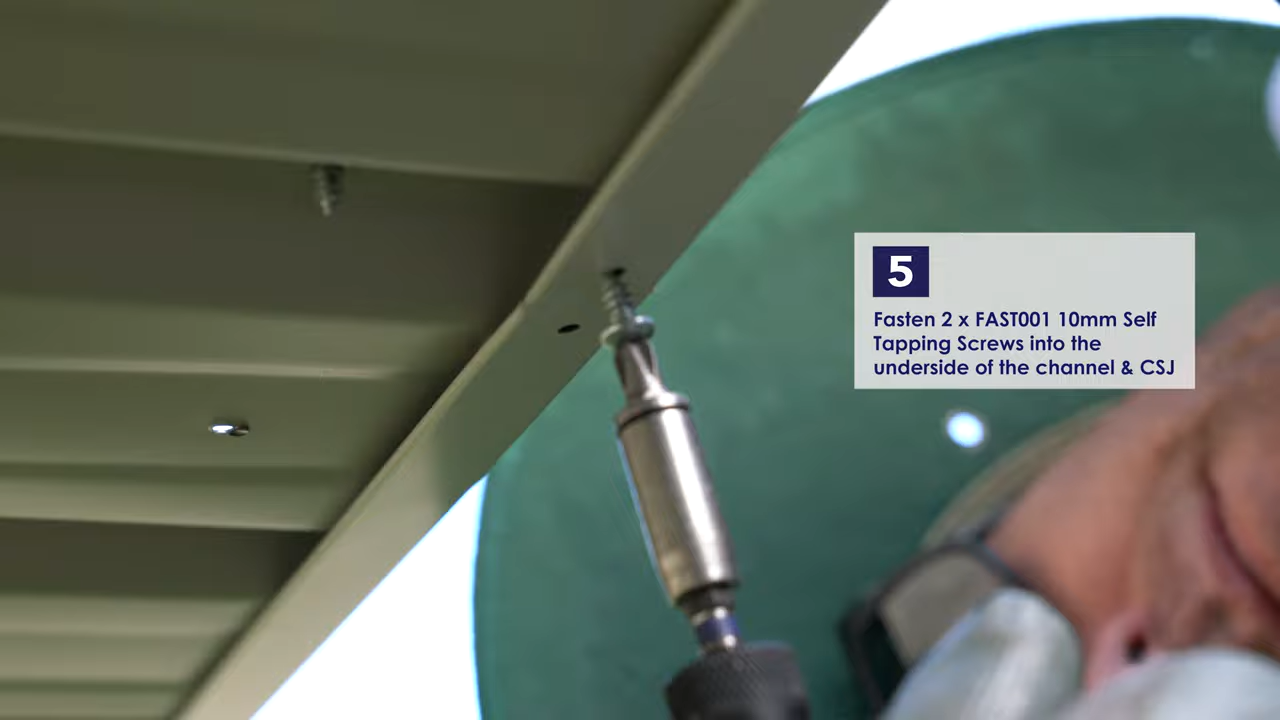 5
Fasten 2 x FAST001 10mm Self
Tapping Screws into the
underside of the channel & CSJ